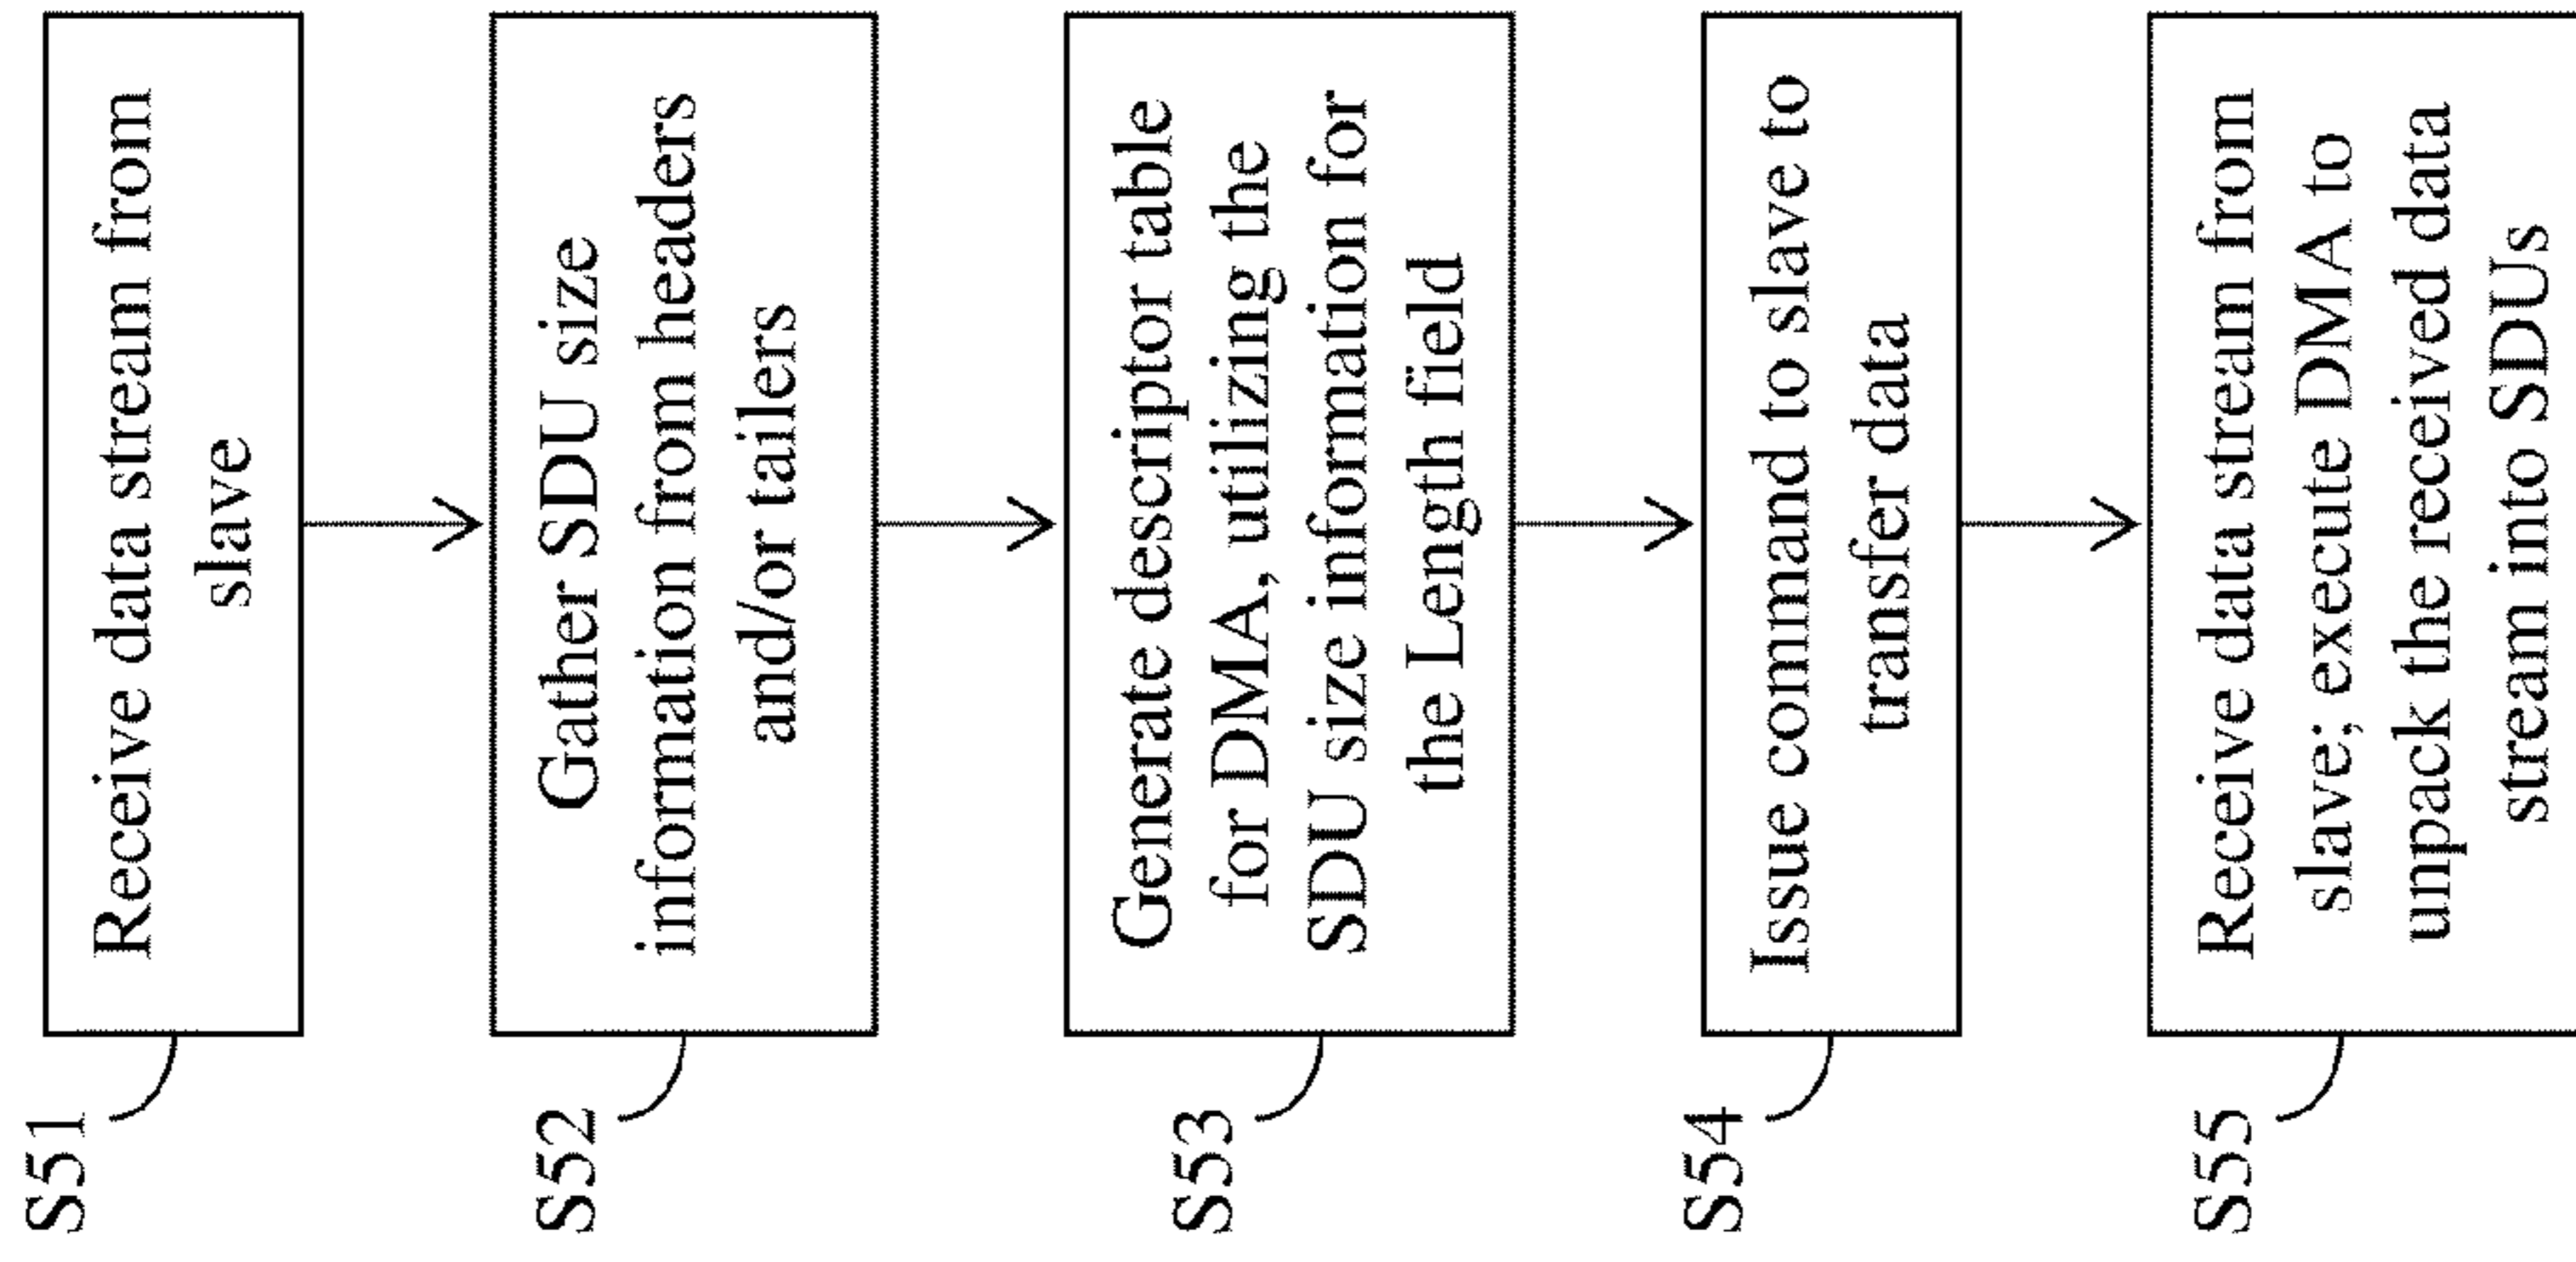 S51
Receive data stream from
slave
S52
Gather SDU size
information from headers
and/or tailers
S53
Generate descriptor table
for DMA, utilizing the
SDU size information for
the Length field
S54
Issue command to slave to
transfer data
S55
Receive data stream from
slave; execute DMA to
unpack the received data
stream into SDUs